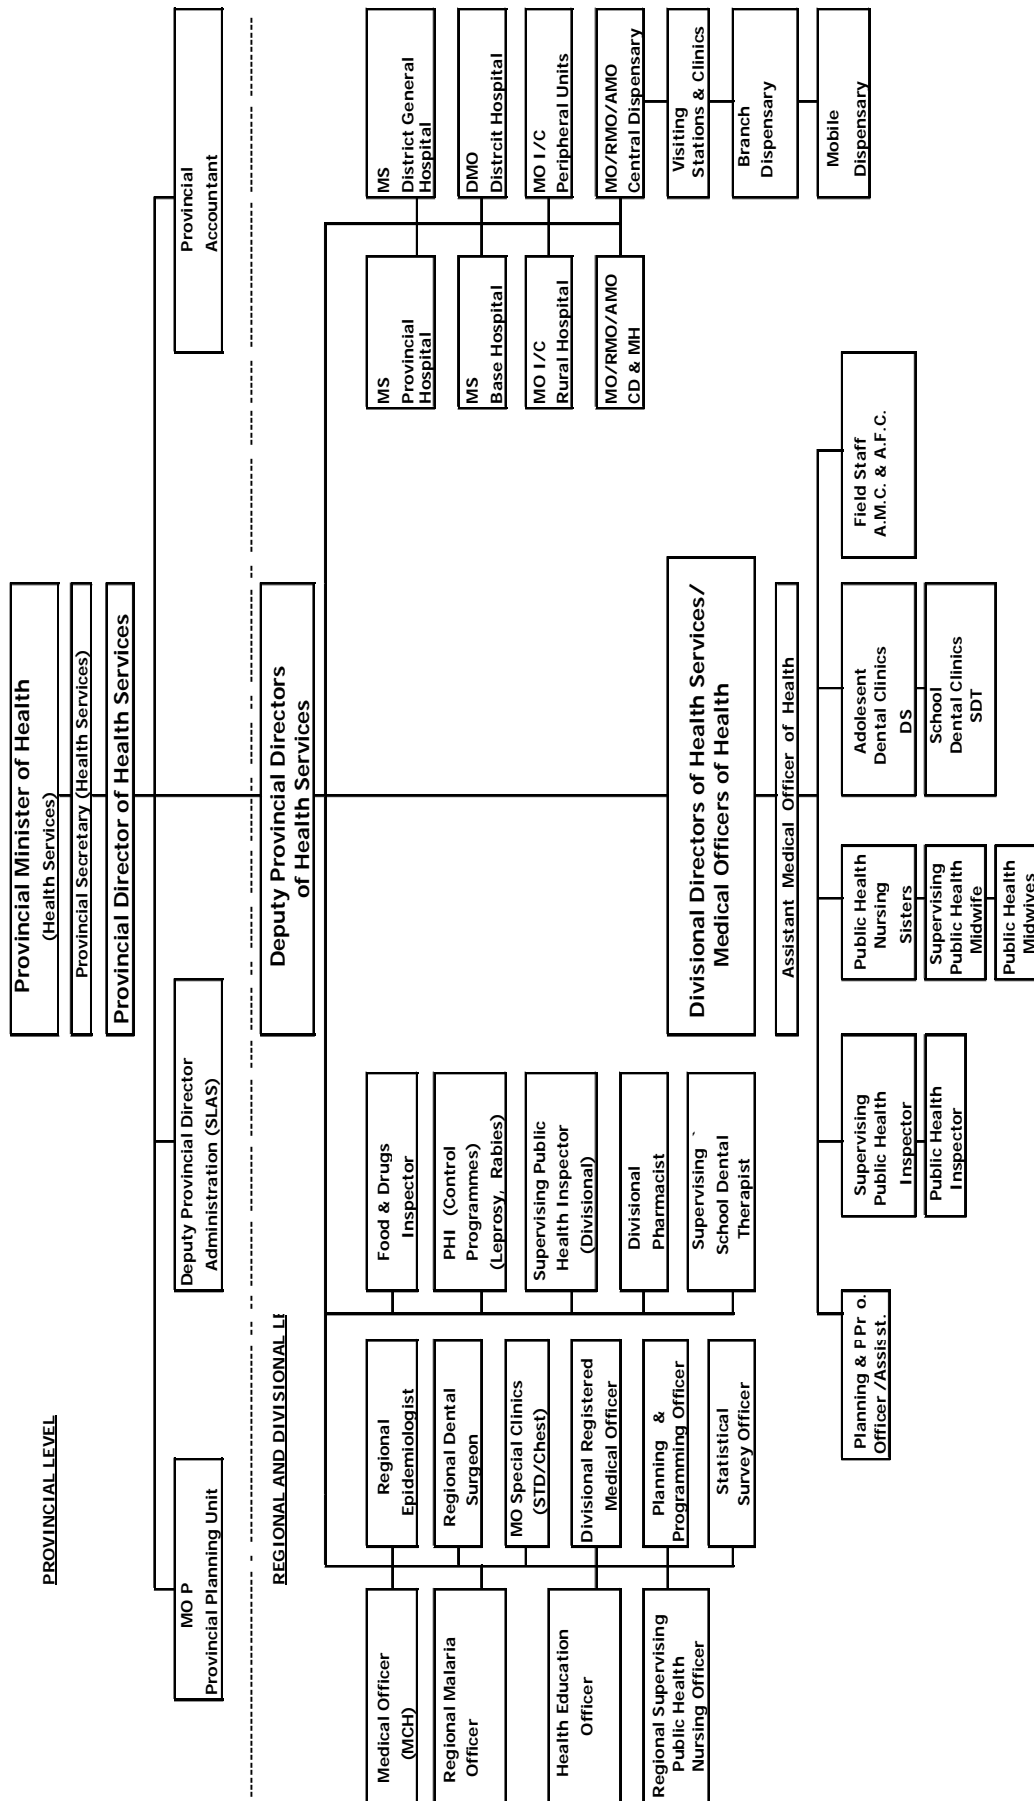 PROVINCIAL LEVEL
Provincial Minister of Health
(Health Services)
Provincial Secretary (Health Services)
Provincial Director of Health Services
MO P
Provincial Planning Unit
Deputy Provincial Director
Administration (SLAS)
Provincial
Accountant
REGIONAL AND DIVISIONAL
Deputy Provincial Directors
of Health Services
Medical Officer
(MCH)
Regional Malaria
Officer
Health Education
Officer
Regional Supervising
Public Health
Nursing Officer
Regional
Epidemiologist
Regional Dental
Surgeon
MO Special Clinics
(STD/Chest)
Divisional Registered
Medical Officer
Planning &
Programming Officer
Statistical
Survey Officer
Food & Drugs
Inspector
PHI (Control
Programmes)
(Leprosy, Rabies)
Supervising Public
Health Inspector
(Divisional)
Divisional
Pharmacist
Supervising `
School Dental
Therapist
MS
Provincial
Hospital
MS
Base Hospital
MO I/C
Rural Hospital
MO/RMO/AMO
CD & MH
MS
District General
Hospital
DMO
Distrcit Hospital
MO I/C
Peripheral Units
MO/RMO/AMO
Central Dispensary
Visiting
Stations & Clinics
Branch
Dispensary
Mobile
Dispensary
Divisional Directors of Health Services/
Medical Officers of Health
Assistant Medical Officer of Health
Planning &
Officer /Assisst.
Supervising
Public Health
Inspector
Public Health
Inspector
Public Health
Nursing
Sisters
Supervising
Public Health
Midwife
Public Health
Midwives
Adolesent
Dental Clinics
DS
School
Dental Clinics
SDT
Field Staff
A.M.C. & A.F.C.